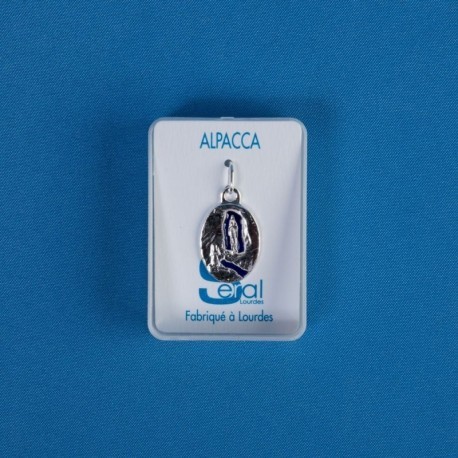 ALPACCA
Seral
Lourdes
Fabriqué à Lourdes